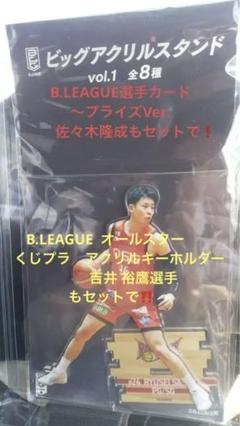 B.LEAGUE
ビッグアクリルスタンド
vol.1 全8種
B.LEAGUE選手カード
〜プライズVer
佐々木隆成もセットで❗
B.LEAGUE オールスター
くじプラ アクリルキーホルダー
吉井 裕鷹選手
もセットで‼️